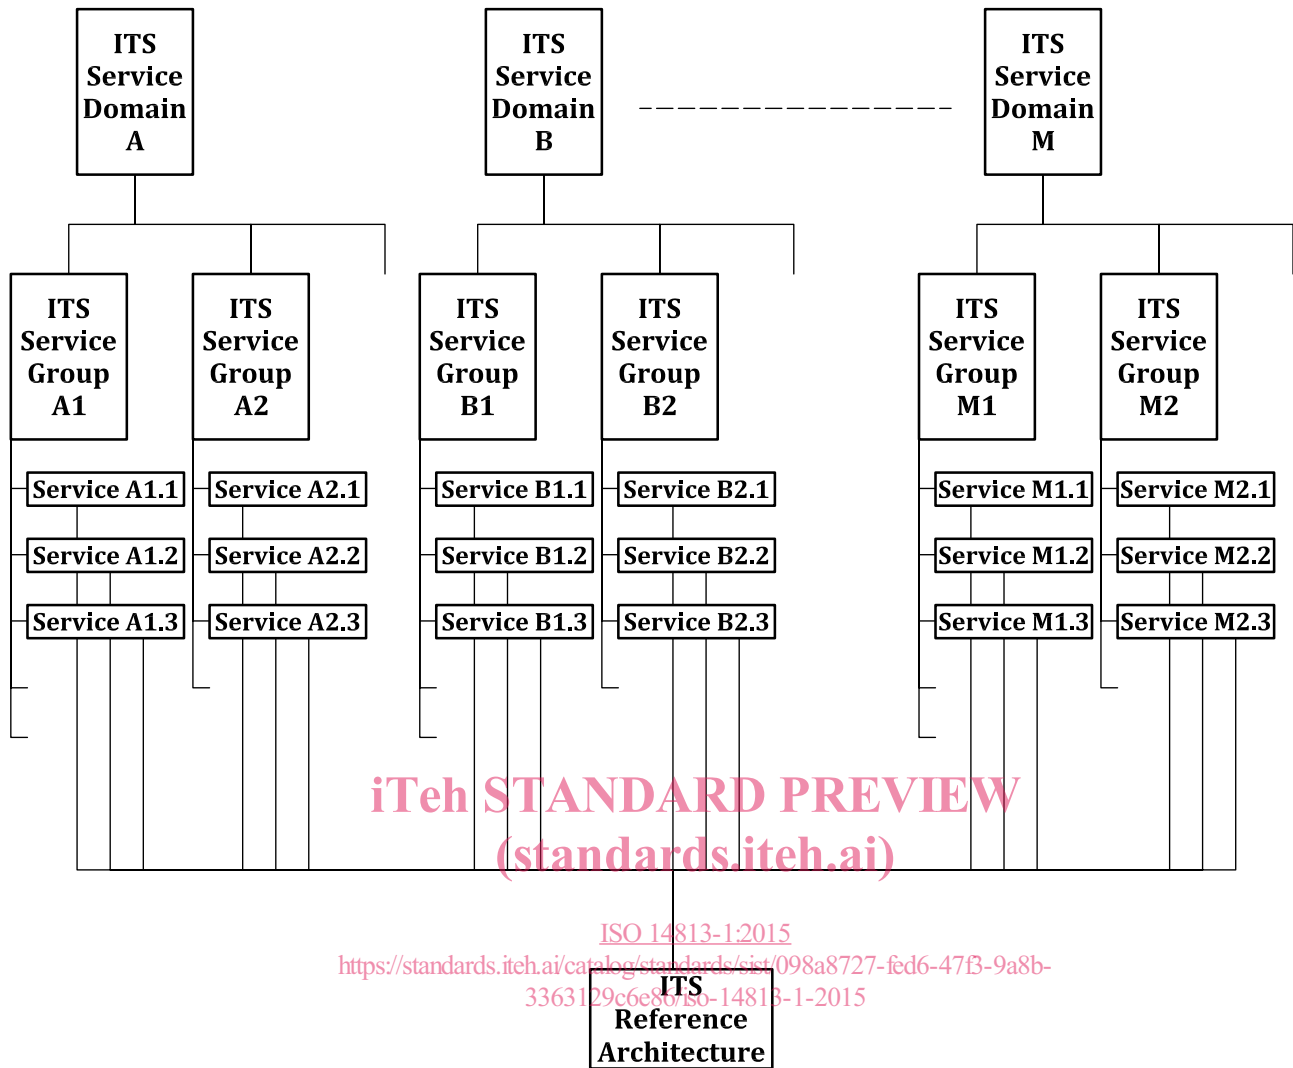 ITS
Service
Domain
A
ITS
Service
Domain
B
ITS
Service
Domain
M
ITS
Service
Group
A1
ITS
Service
Group
A2
ITS
Service
Group
B1
ITS
Service
Group
B2
ITS
Service
Group
M1
ITS
Service
Group
M2
Service A1.1
Service A1.2
Service A1.3
Service A2.1
Service A2.2
Service A2.3
Service B1.1
Service B1.2
Service B1.3
Service B2.1
Service B2.2
Service B2.3
Service M1.1
Service M1.2
Service M1.3
Service M2.1
Service M2.2
Service M2.3
iTeh STANDARD PREVIEW
(standards.iteh.ai)
ISO 14813-1:2015
https://standards.iteh.ai/catalog/standards/sist/098a8727-fed6-47f3-9a8b-
3363129c6e86/iso-14813-1-2015
ITS
Reference
Architecture